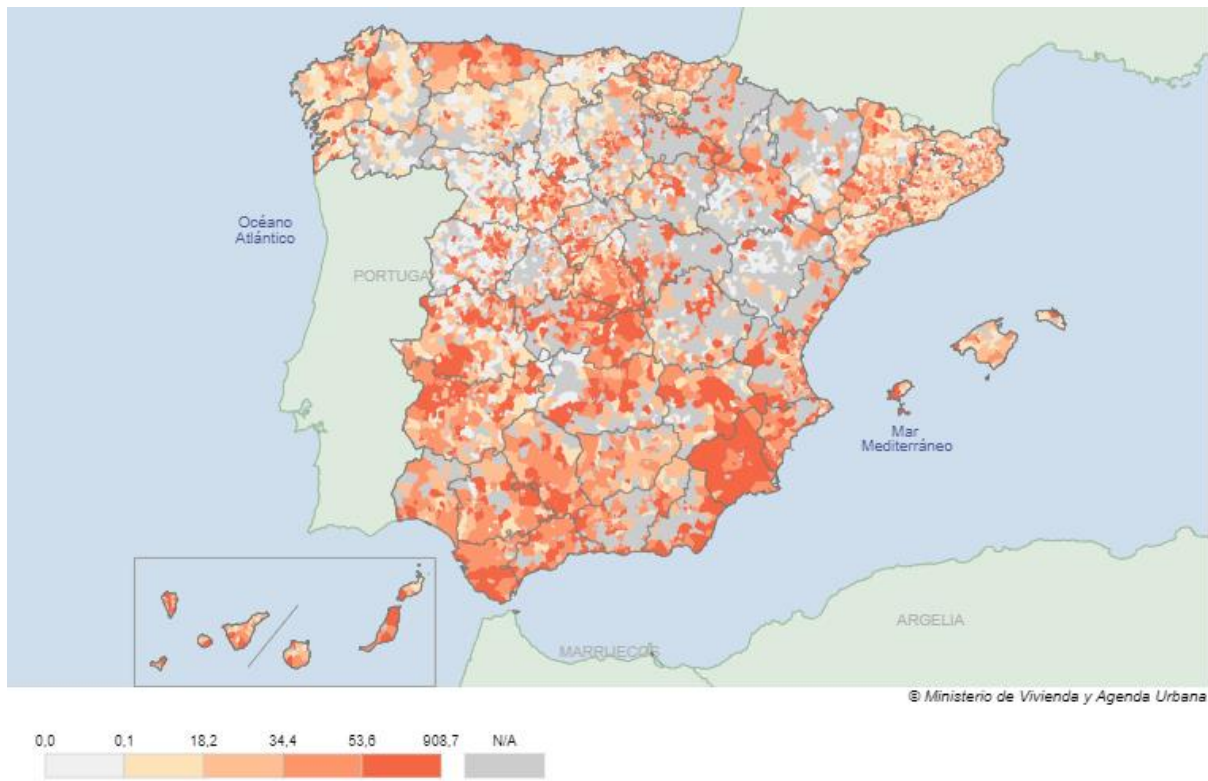 Océano
Atlántico
PORTUGA
Mar
Mediterráneo
ARGELIA
MARRUECOS
© Ministerio de Vivienda y Agenda Urbana
0,0 0,1 18,2 34,4 53,6 908,7 N/A